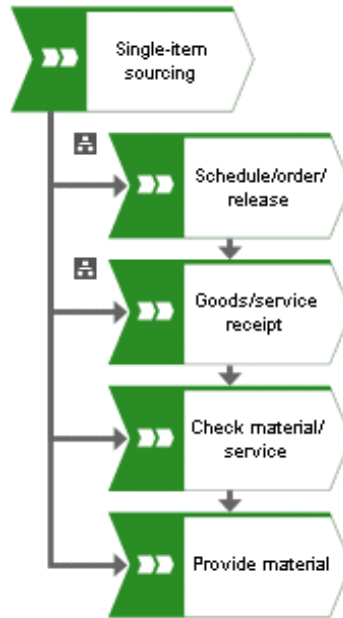 Single-item
sourcing
Schedule/order/
release
Goods/service
receipt
Check material/
service
Provide material